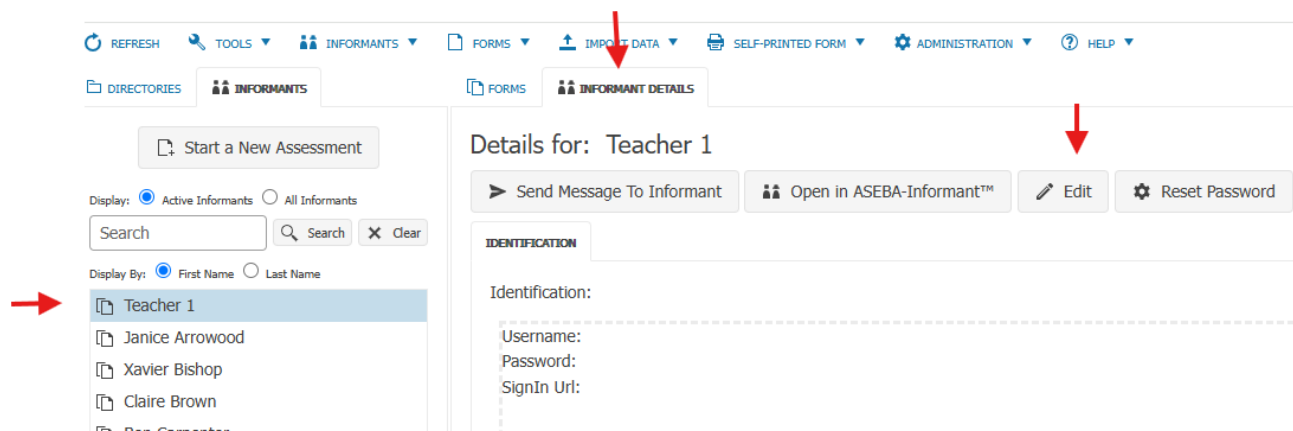 REFRESH TOOLS INFORMANTS FORMS IMPORT DATA SELF-PRINTED FORM ADMINISTRATION HELP
DIRECTORIES INFORMANTS
FORMS INFORMANT DETAILS
Start a New Assessment
Display: Active Informants All Informants
Search Search Clear
Display By: First Name Last Name
Teacher 1
Janice Arrowood
Xavier Bishop
Claire Brown
Details for: Teacher 1
Send Message To Informant Open in ASEBA-Informant™ Edit Reset Password
IDENTIFICATION
Identification:
Username:
Password:
SignIn Url: